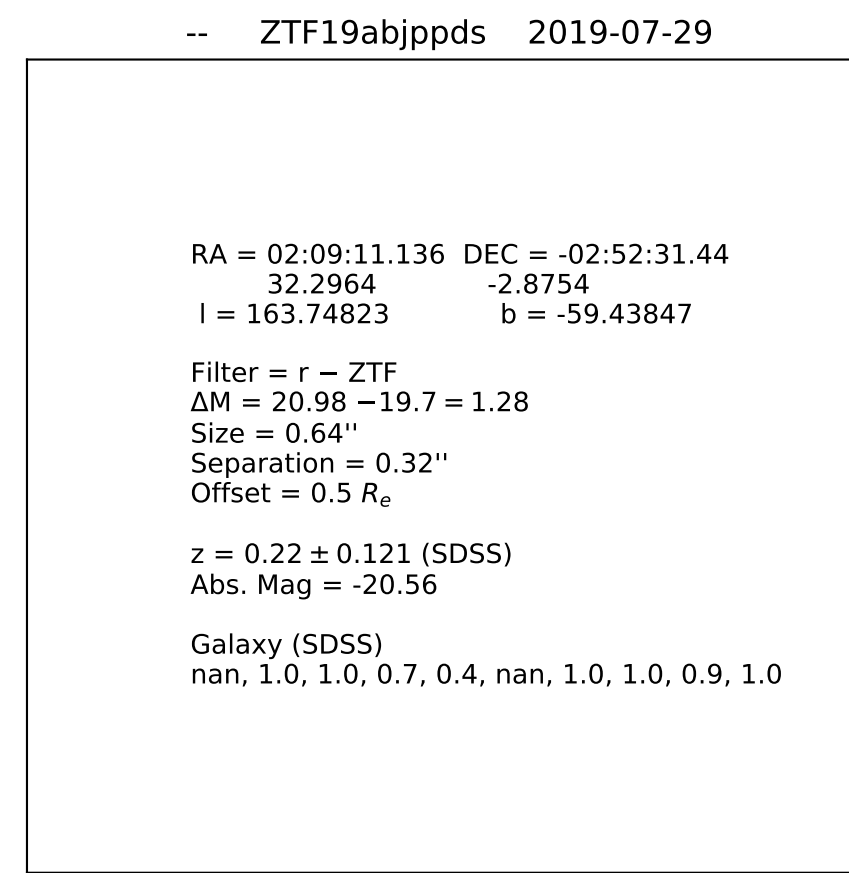 -- ZTF19abjppds 2019-07-29
RA = 02:09:11.136 DEC = -02:52:31.44
32.2964 -2.8754
l = 163.74823 b = -59.43847
Filter = r − ZTF
ΔM = 20.98 −19.7 = 1.28
Size = 0.64''
Separation = 0.32''
Offset = 0.5 Re
z = 0.22 ± 0.121 (SDSS)
Abs. Mag = -20.56
Galaxy (SDSS)
nan, 1.0, 1.0, 0.7, 0.4, nan, 1.0, 1.0, 0.9, 1.0